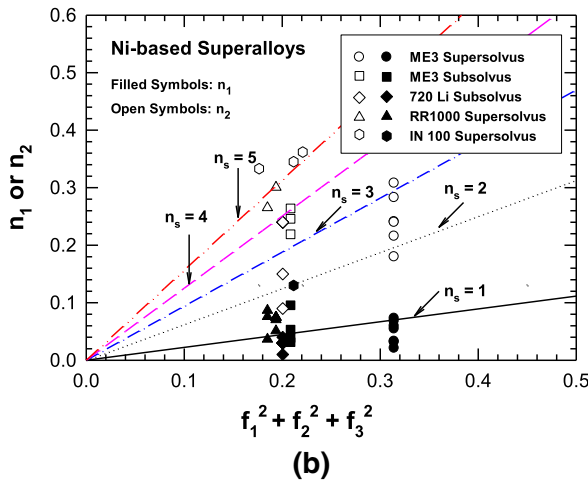 0.6
0.5
0.4
0.3
0.2
0.1
0.0
n₁ or n₂
Ni-based Superalloys
Filled Symbols: n₁
Open Symbols: n₂
ME3 Supersolvus
ME3 Subsolvus
720 Li Subsolvus
RR1000 Supersolvus
IN 100 Supersolvus
nₛ = 5
nₛ = 4
nₛ = 3
nₛ = 2
nₛ = 1
0.0 0.1 0.2 0.3 0.4 0.5
f₁² + f₂² + f₃²
(b)